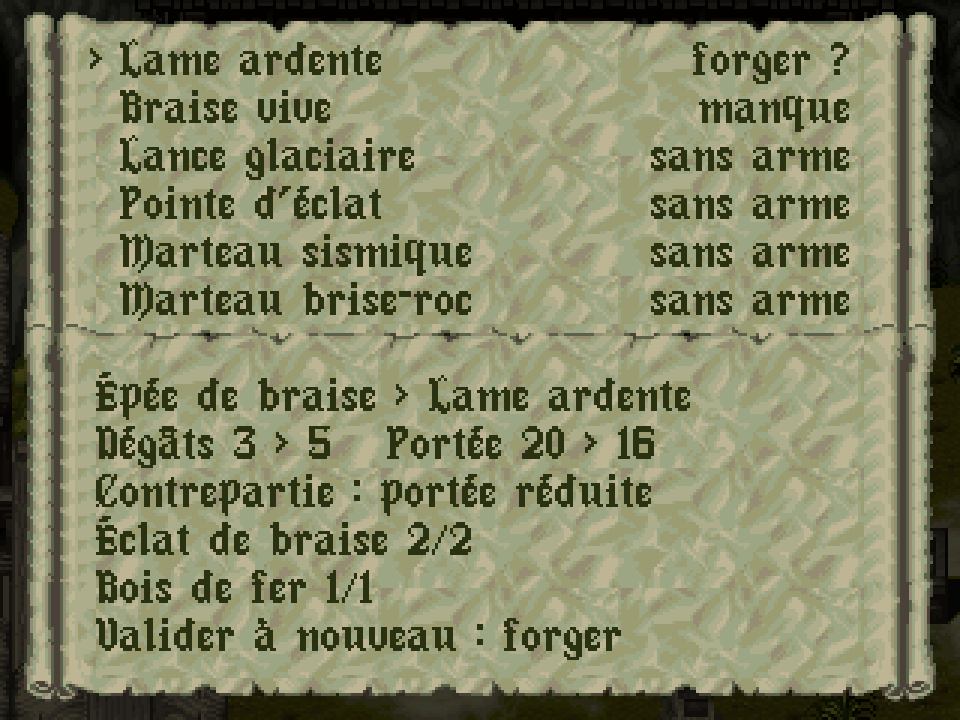 > Lame ardente forger ?
Braise vive manque
Lance glaciaire sans arme
Pointe d'éclat sans arme
Marteau sismique sans arme
Marteau brise-roc sans arme
Épée de braise > Lame ardente
Dégâts 3 > 5 Portée 20 > 16
Contrepartie : portée réduite
Éclat de braise 2/2
Bois de fer 1/1
Valider à nouveau : forger